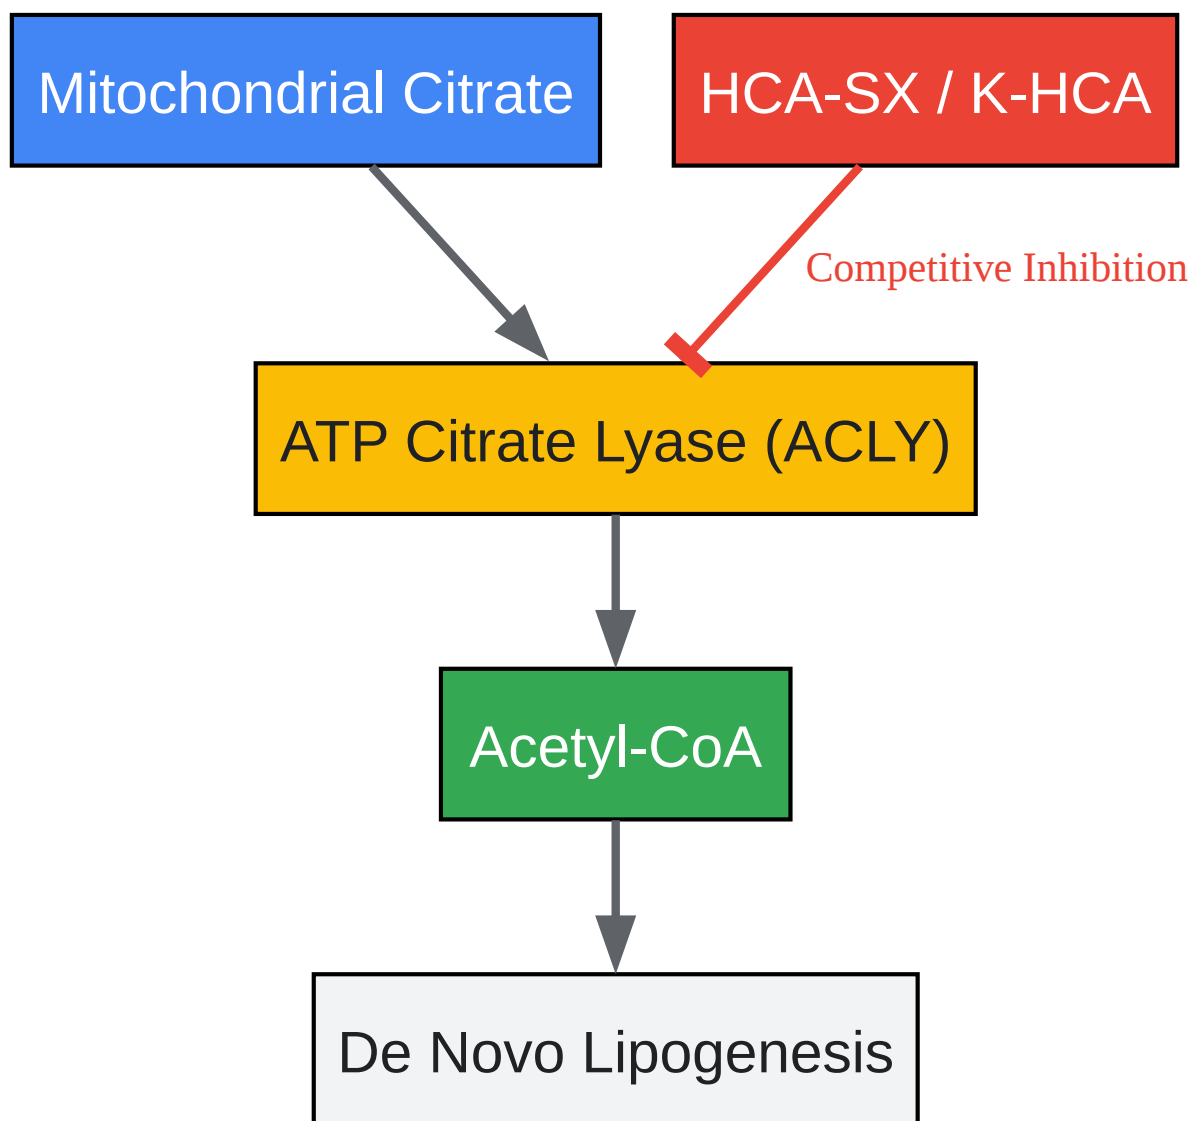 Mitochondrial Citrate
HCA-SX / K-HCA
Competitive Inhibition
ATP Citrate Lyase (ACLY)
Acetyl-CoA
De Novo Lipogenesis